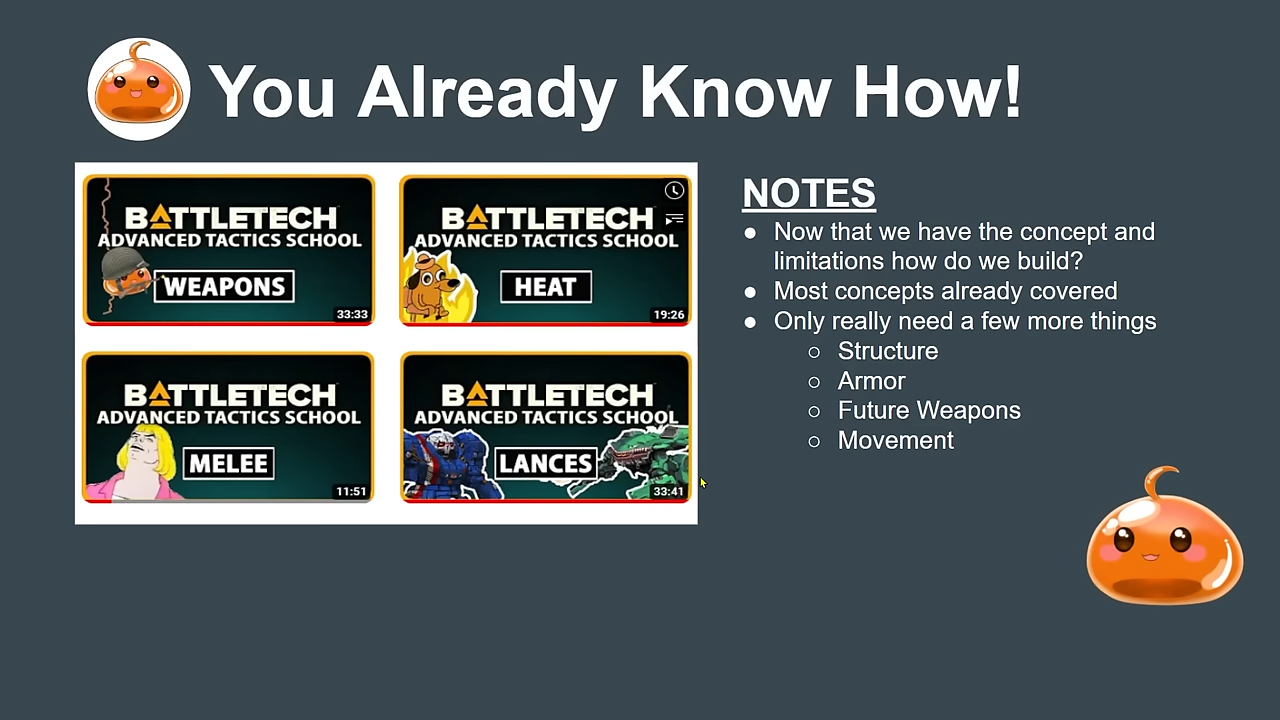 You Already Know How!
BATTLETECH
ADVANCED TACTICS SCHOOL
WEAPONS
33:33
BATTLETECH
ADVANCED TACTICS SCHOOL
HEAT
19:26
BATTLETECH
ADVANCED TACTICS SCHOOL
MELEE
11:51
BATTLETECH
ADVANCED TACTICS SCHOOL
LANCES
33:41
NOTES
● Now that we have the concept and
limitations how do we build?
● Most concepts already covered
● Only really need a few more things
○ Structure
○ Armor
○ Future Weapons
○ Movement